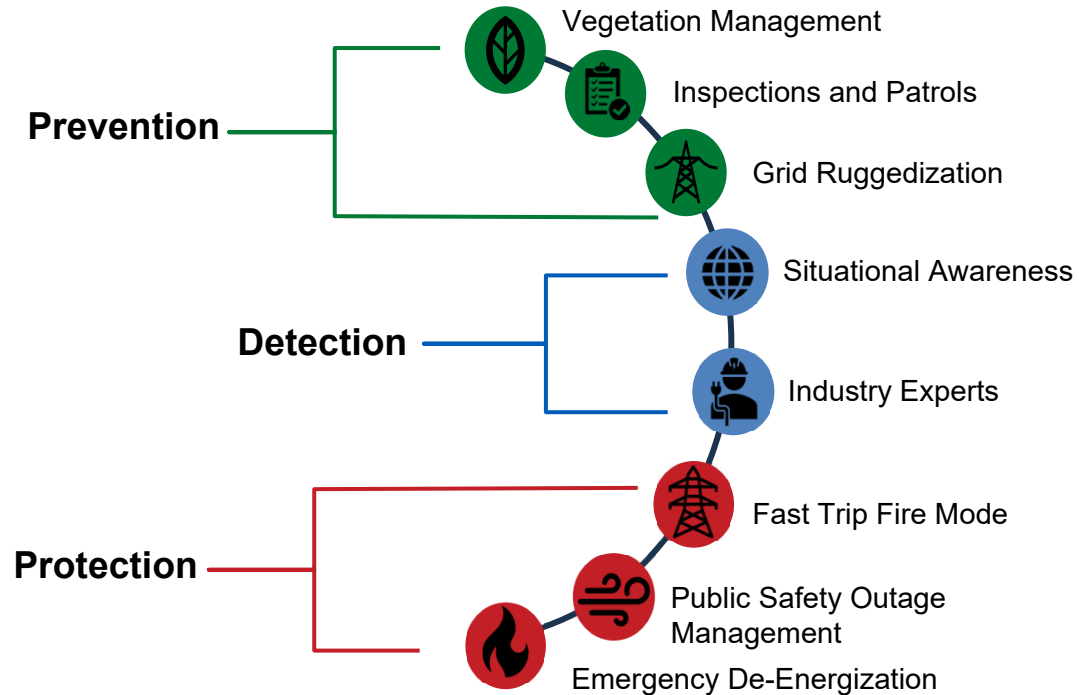 Vegetation Management
Inspections and Patrols
Prevention
Grid Ruggedization
Situational Awareness
Detection
Industry Experts
Fast Trip Fire Mode
Protection
Public Safety Outage
Management
Emergency De-Energization